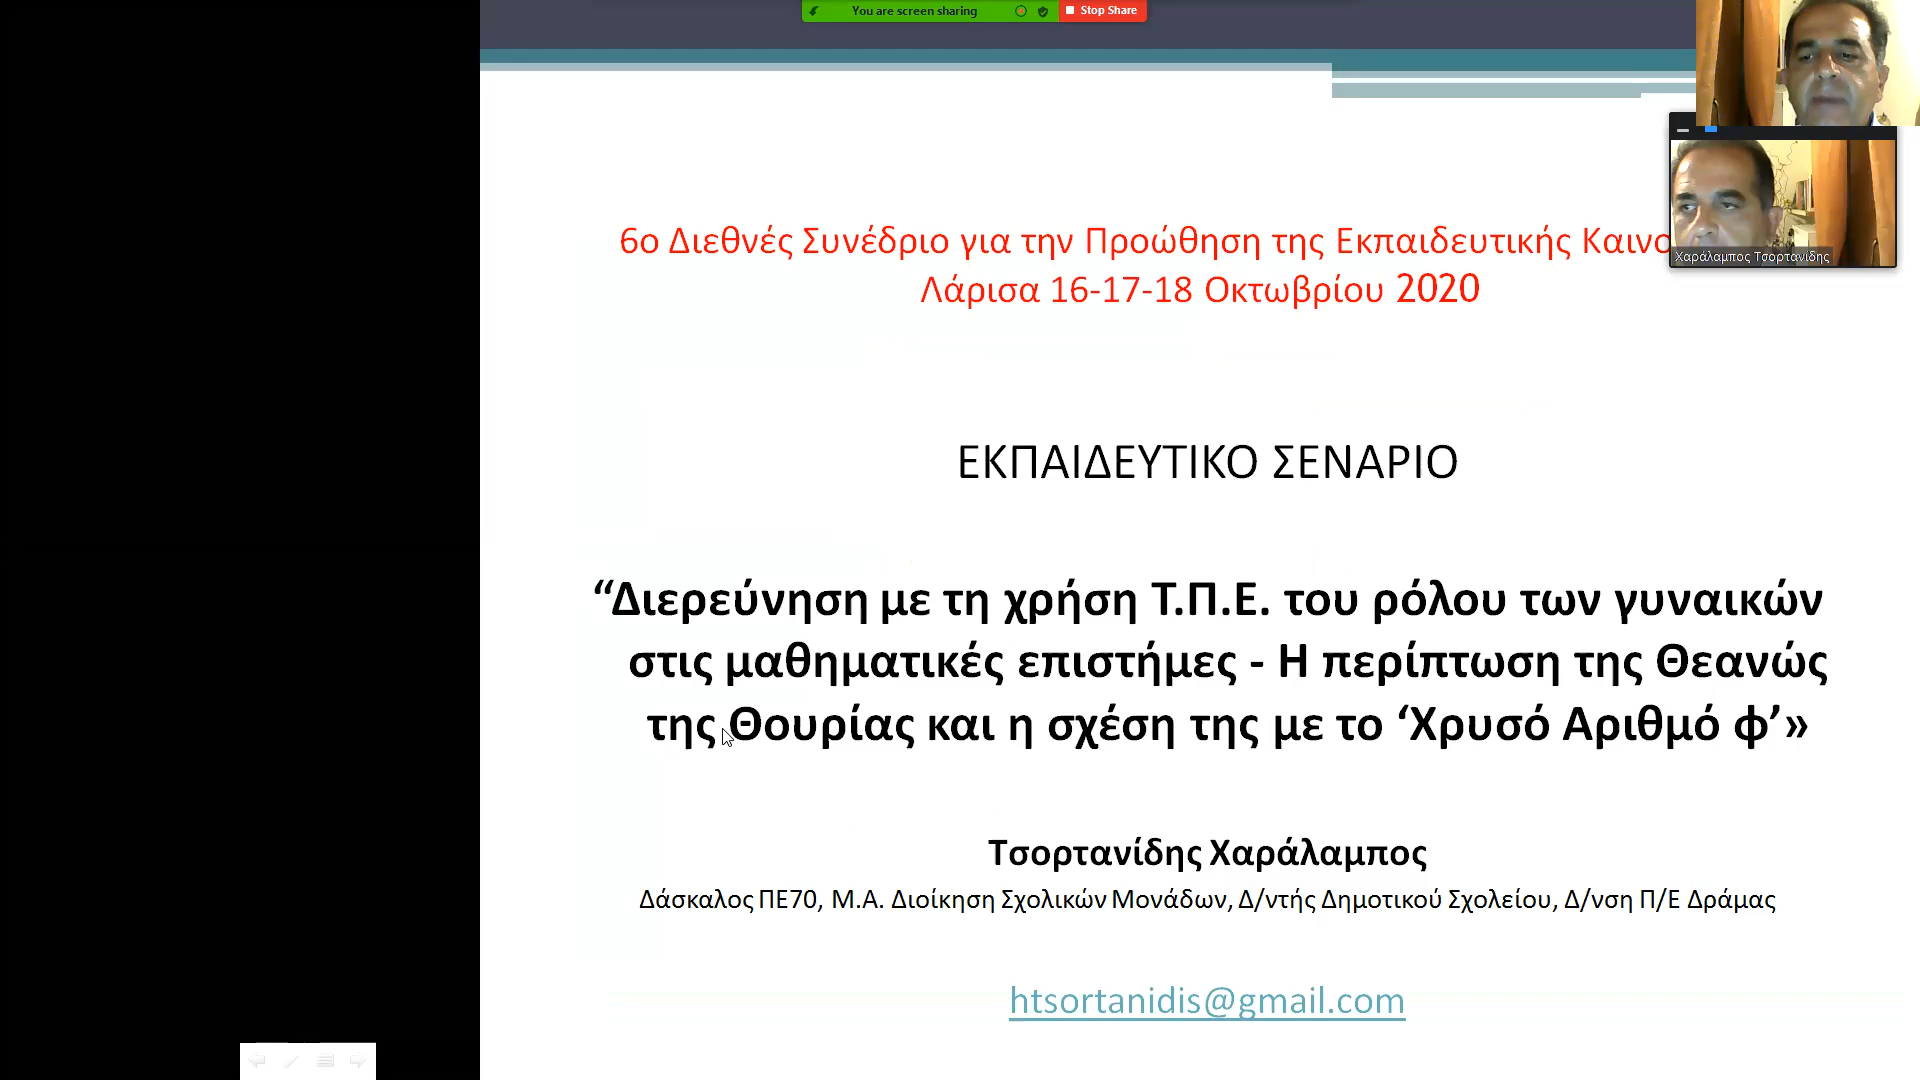 You are screen sharing
Stop Share
6ο Διεθνές Συνέδριο για την Προώθηση της Εκπαιδευτικής
Λάρισα 16-17-18 Οκτωβρίου 2020
Χαράλαμπος Τσορτανίδης
ΕΚΠΑΙΔΕΥΤΙΚΟ ΣΕΝΑΡΙΟ
“Διερεύνηση με τη χρήση Τ.Π.Ε. του ρόλου των γυναικών
στις μαθηματικές επιστήμες - Η περίπτωση της Θεανώς
της Θουρίας και η σχέση της με το ‘Χρυσό Αριθμό φ’»
Τσορτανίδης Χαράλαμπος
Δάσκαλος ΠΕ70, Μ.Α. Διοίκηση Σχολικών Μονάδων, Δ/ντής Δημοτικού Σχολείου, Δ/νση Π/Ε Δράμας
htsortanidis@gmail.com